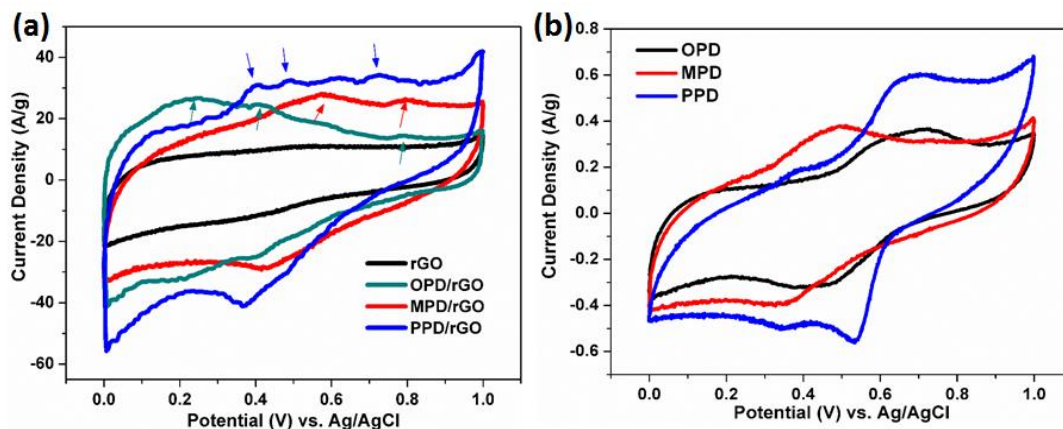 (a)
Current Density (A/g)
40
20
0
-20
-40
-60
0.0 0.2 0.4 0.6 0.8 1.0
Potential (V) vs. Ag/AgCl
rGO
OPD/rGO
MPD/rGO
PPD/rGO
(b)
Current Density (A/g)
0.8
0.6
0.4
0.2
0.0
-0.2
-0.4
-0.6
0.0 0.2 0.4 0.6 0.8 1.0
Potential (V) vs. Ag/AgCl
OPD
MPD
PPD